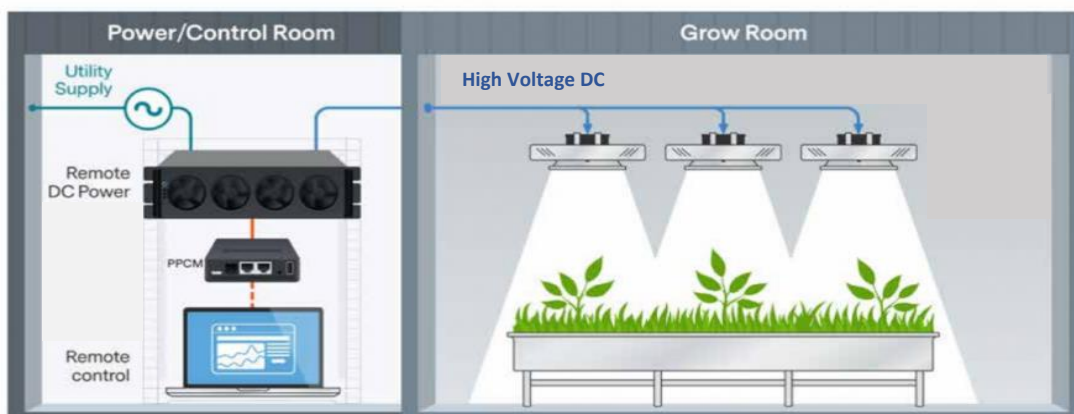 Power/Control Room
Grow Room
Utility
Supply
High Voltage DC
Remote
DC Power
PPCM
Remote
control